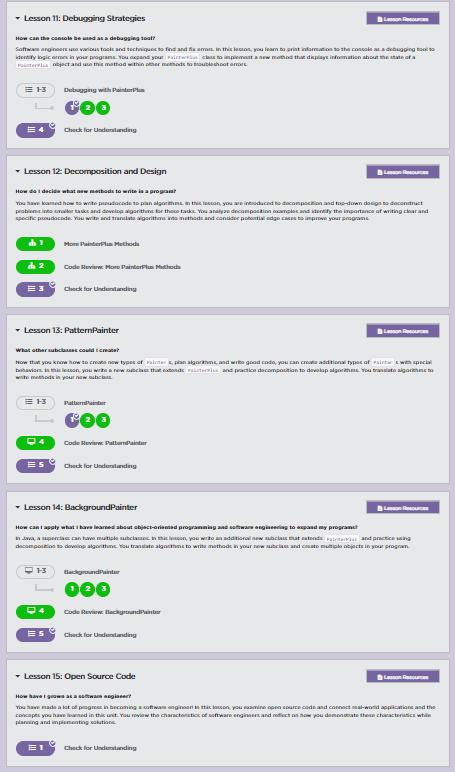 Lesson 11: Debugging Strategies
Lesson Resources
How can the console be used as a debugging tool?
Software engineers use various tools and techniques to find and fix errors. In this lesson, you learn to print information to the console as a debugging tool to
identify logic errors in your programs. You expand your PainterPlus class to implement a new method that displays information about the state of a
PainterPlus object and use this method within other methods to troubleshoot errors.
1-3 Debugging with PainterPlus
1 2 3
4 Check for Understanding
Lesson 12: Decomposition and Design
Lesson Resources
How do I decide what new methods to write in a program?
You have learned how to write pseudocode to plan algorithms. In this lesson, you are introduced to decomposition and top-down design to deconstruct
problems into smaller tasks and develop algorithms for those tasks. You analyze decomposition examples and identify the importance of writing clear and
specific pseudocode. You write and translate algorithms into methods and consider potential edge cases to improve your programs.
1 More PainterPlus Methods
2 Code Review: More PainterPlus Methods
3 Check for Understanding
Lesson 13: PatternPainter
Lesson Resources
What other subclasses could I create?
Now that you know how to create new types of Painter s, plan algorithms, and write good code, you can create additional types of Painter s with special
behaviors. In this lesson, you write a new subclass that extends PainterPlus and practice decomposition to develop algorithms. You translate algorithms to
write methods in your new subclass.
1-3 PatternPainter
1 2 3
4 Code Review: PatternPainter
5 Check for Understanding
Lesson 14: BackgroundPainter
Lesson Resources
How can I apply what I have learned about object-oriented programming and software engineering to expand my programs?
In Java, a superclass can have multiple subclasses. In this lesson, you write an additional new subclass that extends PainterPlus and practice using
decomposition to develop algorithms. You translate algorithms to write methods in your new subclass and create multiple objects in your program.
1-3 BackgroundPainter
1 2 3
4 Code Review: BackgroundPainter
5 Check for Understanding
Lesson 15: Open Source Code
Lesson Resources
How have I grown as a software engineer?
You have made a lot of progress in becoming a software engineer! In this lesson, you examine open source code and connect real-world applications and the
concepts you have learned in this unit. You review the characteristics of software engineers and reflect on how you demonstrate these characteristics while
planning and implementing solutions.
1 Check for Understanding